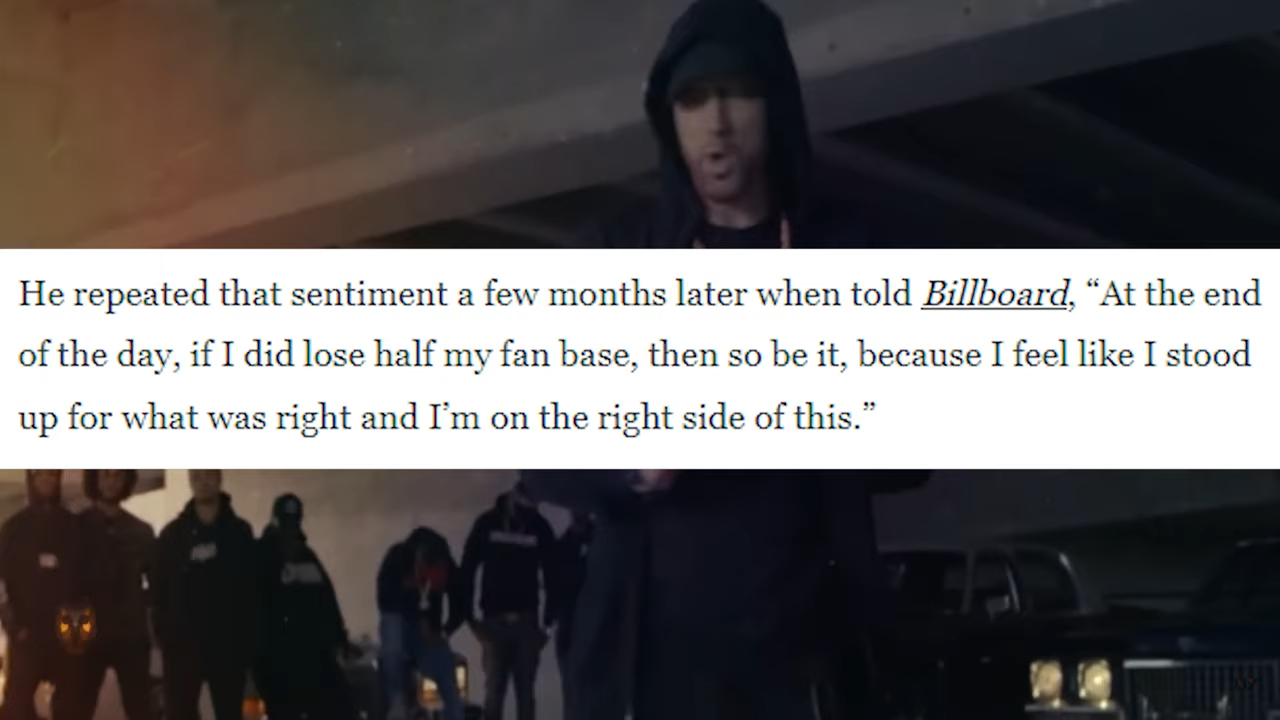 He repeated that sentiment a few months later when told Billboard, “At the end
of the day, if I did lose half my fan base, then so be it, because I feel like I stood
up for what was right and I’m on the right side of this.”